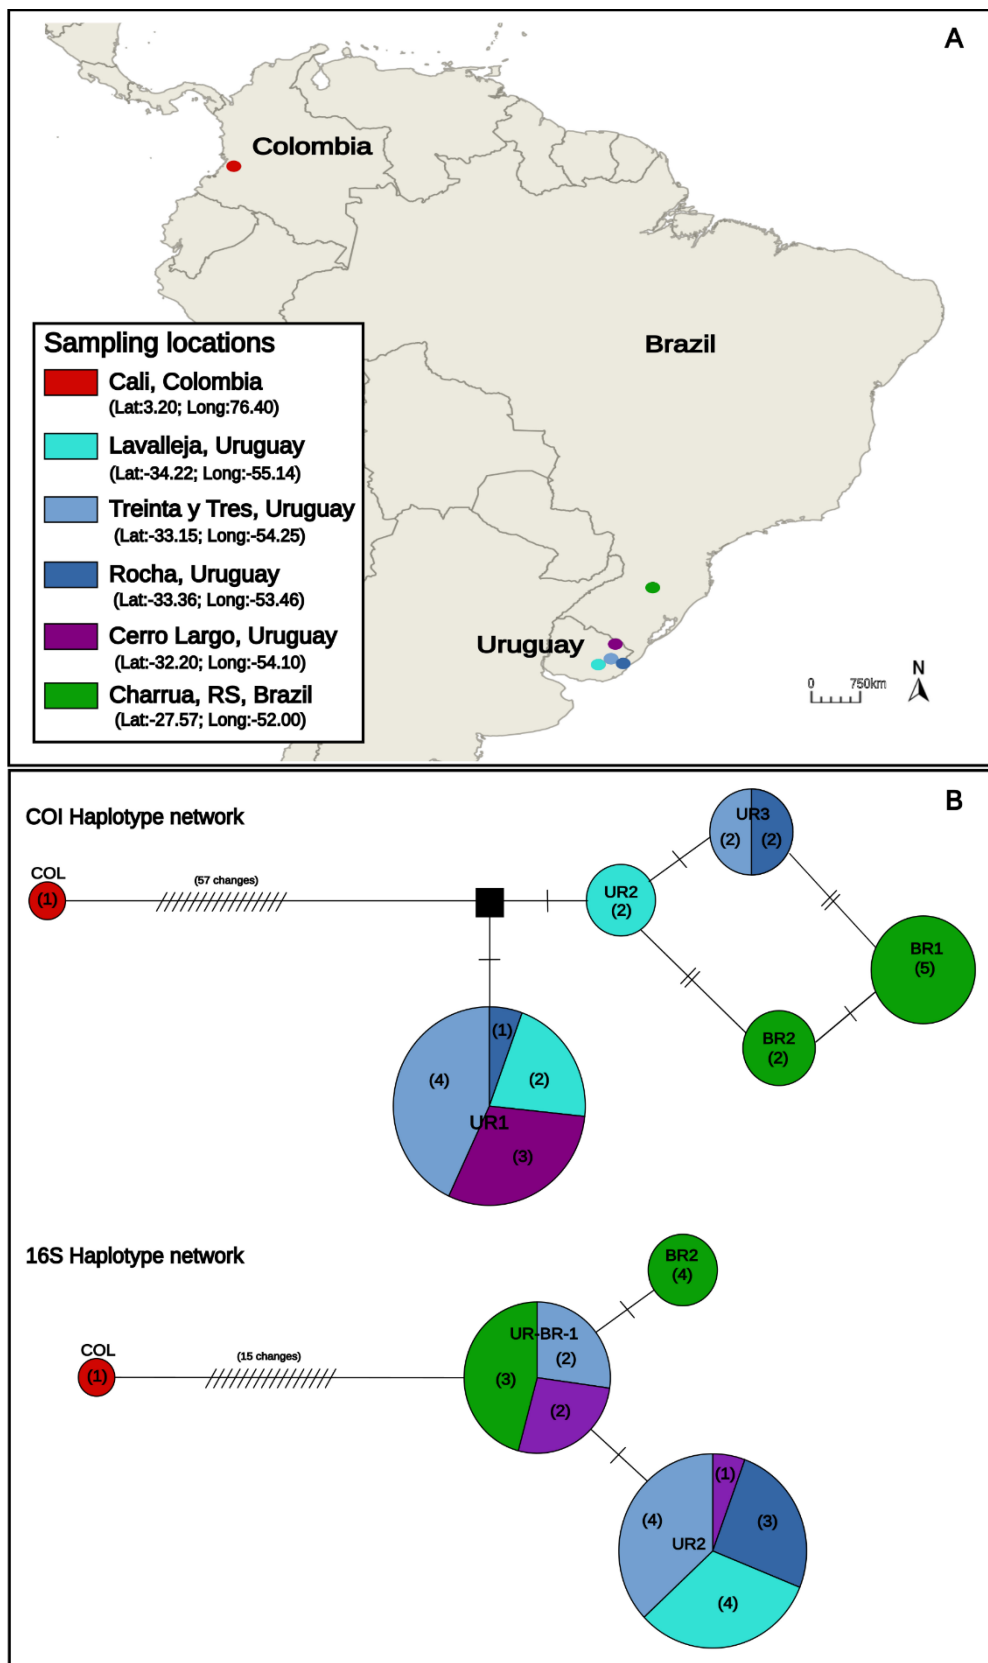 A
Colombia
Brazil
Uruguay
Sampling locations
Cali, Colombia
(Lat:3.20; Long:76.40)
Lavalleja, Uruguay
(Lat:-34.22; Long:-55.14)
Treinta y Tres, Uruguay
(Lat:-33.15; Long:-54.25)
Rocha, Uruguay
(Lat:-33.36; Long:-53.46)
Cerro Largo, Uruguay
(Lat:-32.20; Long:-54.10)
Charrua, RS, Brazil
(Lat:-27.57; Long:-52.00)
0 750km
N
B
COI Haplotype network
COL
(1)
(57 changes)
UR2
(2)
UR3
(2) (2)
BR1
(5)
BR2
(2)
(1)
(4) (2)
UR1
(3)
16S Haplotype network
BR2
(4)
COL
(1)
(15 changes)
UR-BR-1
(2)
(3)
(2)
(1)
(4) (3)
UR2
(4)